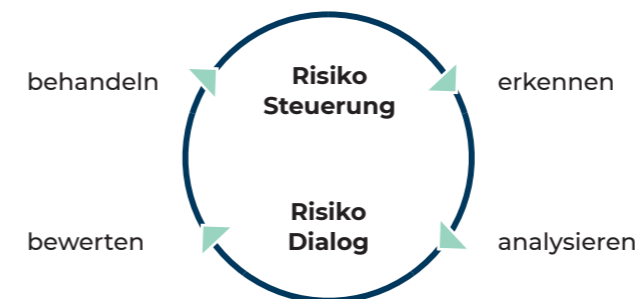 behandeln
Risiko
Steuerung
erkennen
bewerten
Risiko
Dialog
analysieren